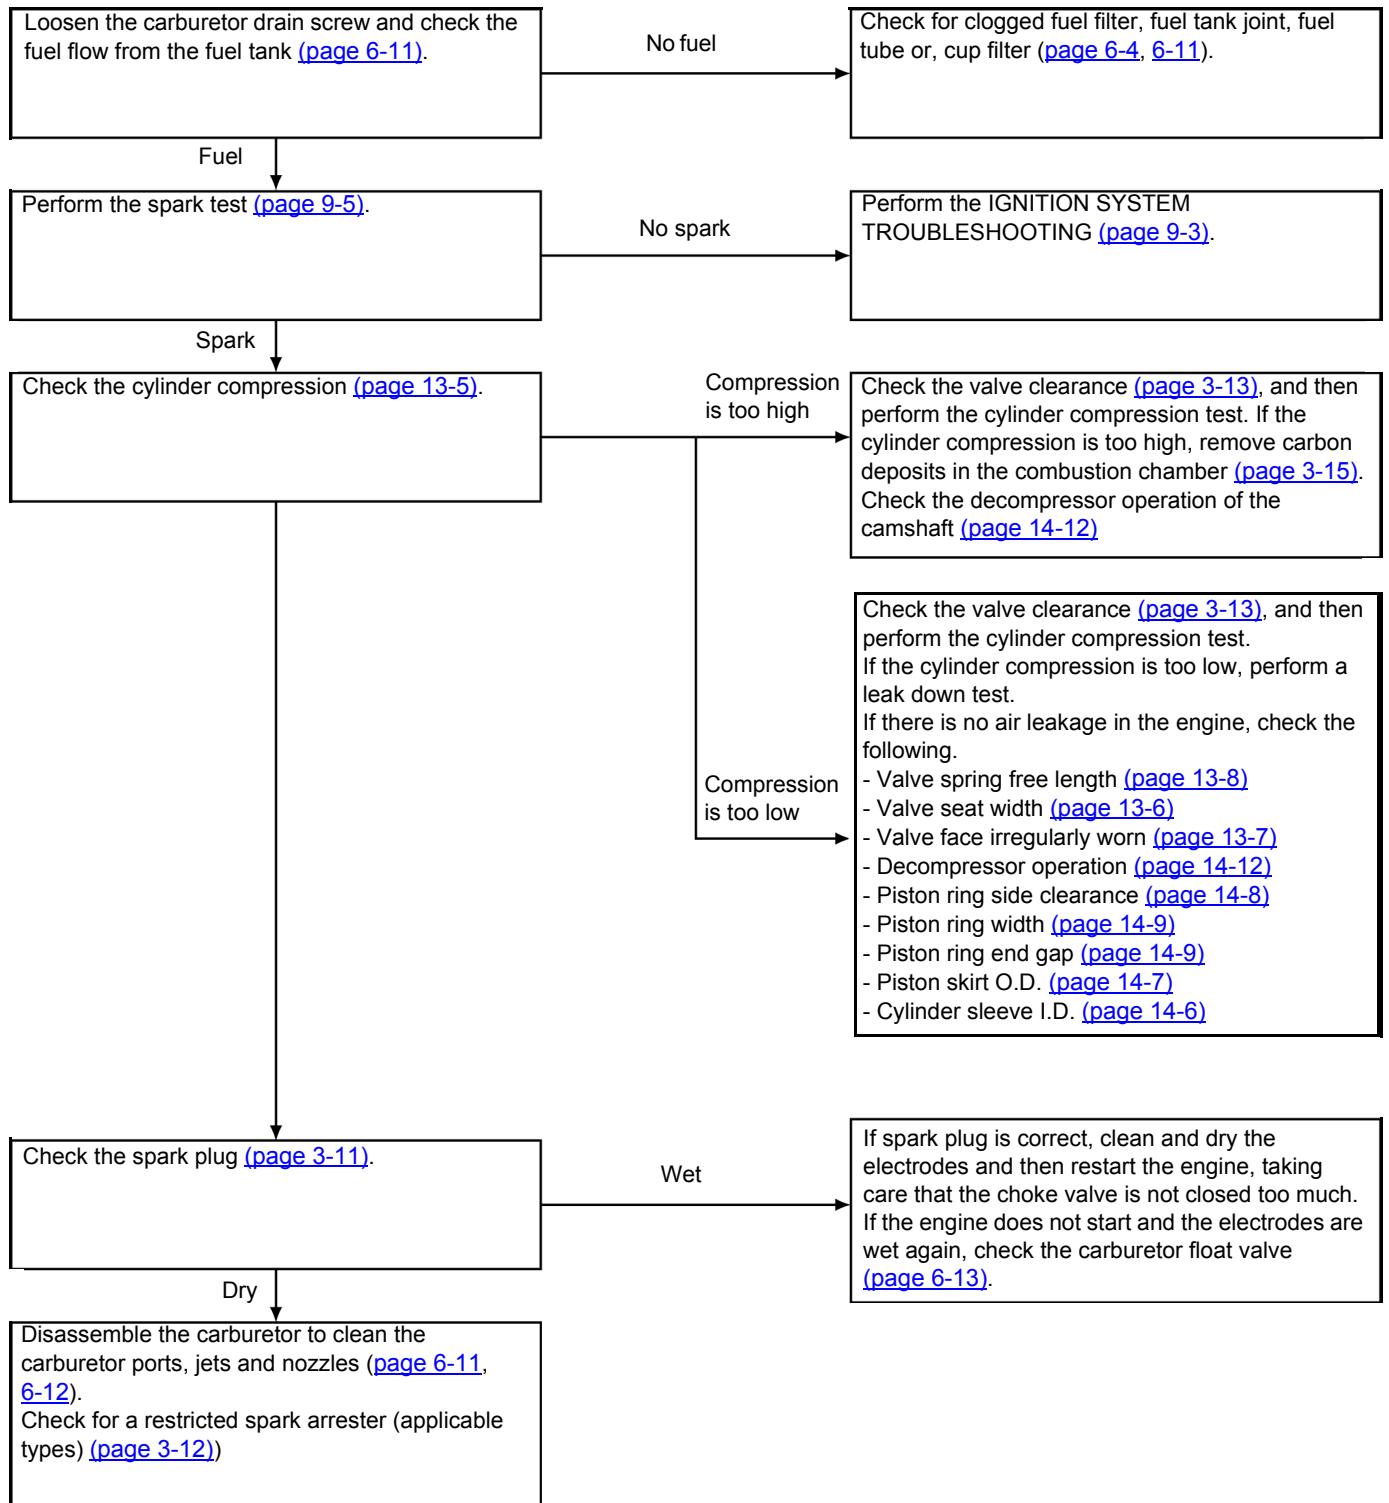 Loosen the carburetor drain screw and check the
fuel flow from the fuel tank (page 6-11).
No fuel
Check for clogged fuel filter, fuel tank joint, fuel
tube or, cup filter (page 6-4, 6-11).
Fuel
Perform the spark test (page 9-5).
No spark
Perform the IGNITION SYSTEM
TROUBLESHOOTING (page 9-3).
Spark
Check the cylinder compression (page 13-5).
Compression
is too high
Check the valve clearance (page 3-13), and then
perform the cylinder compression test. If the
cylinder compression is too high, remove carbon
deposits in the combustion chamber (page 3-15).
Check the decompressor operation of the
camshaft (page 14-12)
Compression
is too low
Check the valve clearance (page 3-13), and then
perform the cylinder compression test.
If the cylinder compression is too low, perform a
leak down test.
If there is no air leakage in the engine, check the
following.
- Valve spring free length (page 13-8)
- Valve seat width (page 13-6)
- Valve face irregularly worn (page 13-7)
- Decompressor operation (page 14-12)
- Piston ring side clearance (page 14-8)
- Piston ring width (page 14-9)
- Piston ring end gap (page 14-9)
- Piston skirt O.D. (page 14-7)
- Cylinder sleeve I.D. (page 14-6)
Check the spark plug (page 3-11).
Wet
If spark plug is correct, clean and dry the
electrodes and then restart the engine, taking
care that the choke valve is not closed too much.
If the engine does not start and the electrodes are
wet again, check the carburetor float valve
(page 6-13).
Dry
Disassemble the carburetor to clean the
carburetor ports, jets and nozzles (page 6-11,
6-12).
Check for a restricted spark arrester (applicable
types) (page 3-12))